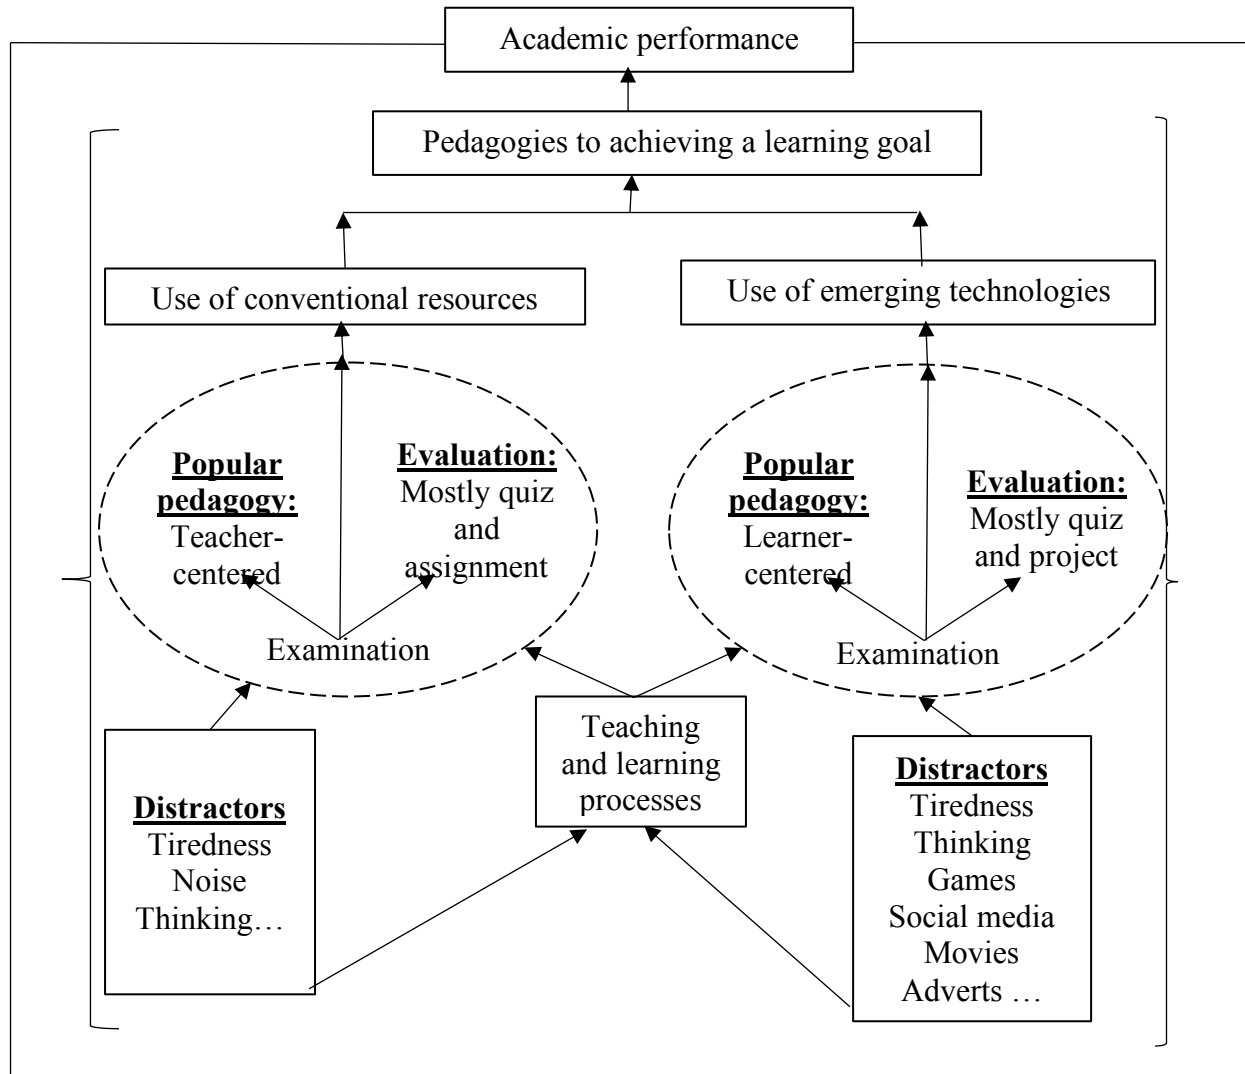 Academic performance
Pedagogies to achieving a learning goal
Use of conventional resources
Use of emerging technologies
Popular
pedagogy:
Teacher-
centered
Evaluation:
Mostly quiz
and
assignment
Examination
Popular
pedagogy:
Learner-
centered
Evaluation:
Mostly quiz
and project
Examination
Distractors
Tiredness
Noise
Thinking…
Teaching
and learning
processes
Distractors
Tiredness
Thinking
Games
Social media
Movies
Adverts …